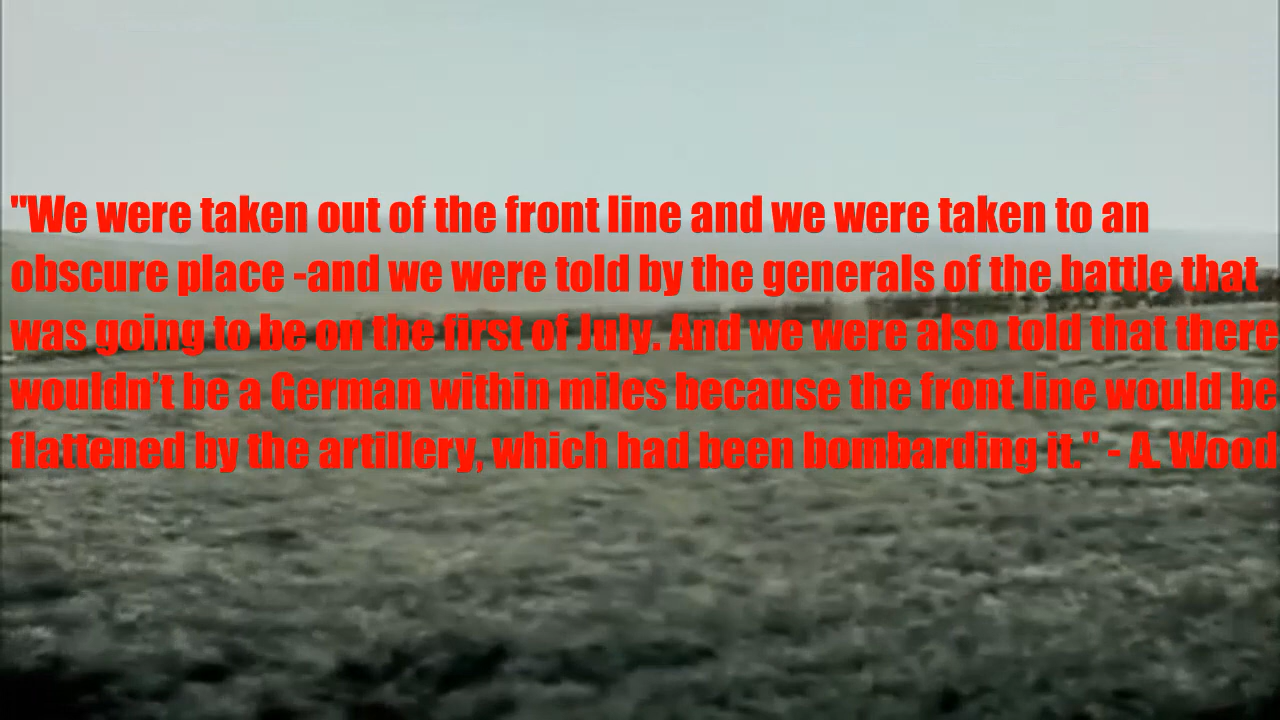 "We were taken out of the front line and we were taken to an
obscure place -and we were told by the generals of the battle that
was going to be on the first of July. And we were also told that there
wouldn't be a German within miles because the front line would be
flattened by the artillery, which had been bombarding it." - A. Wood